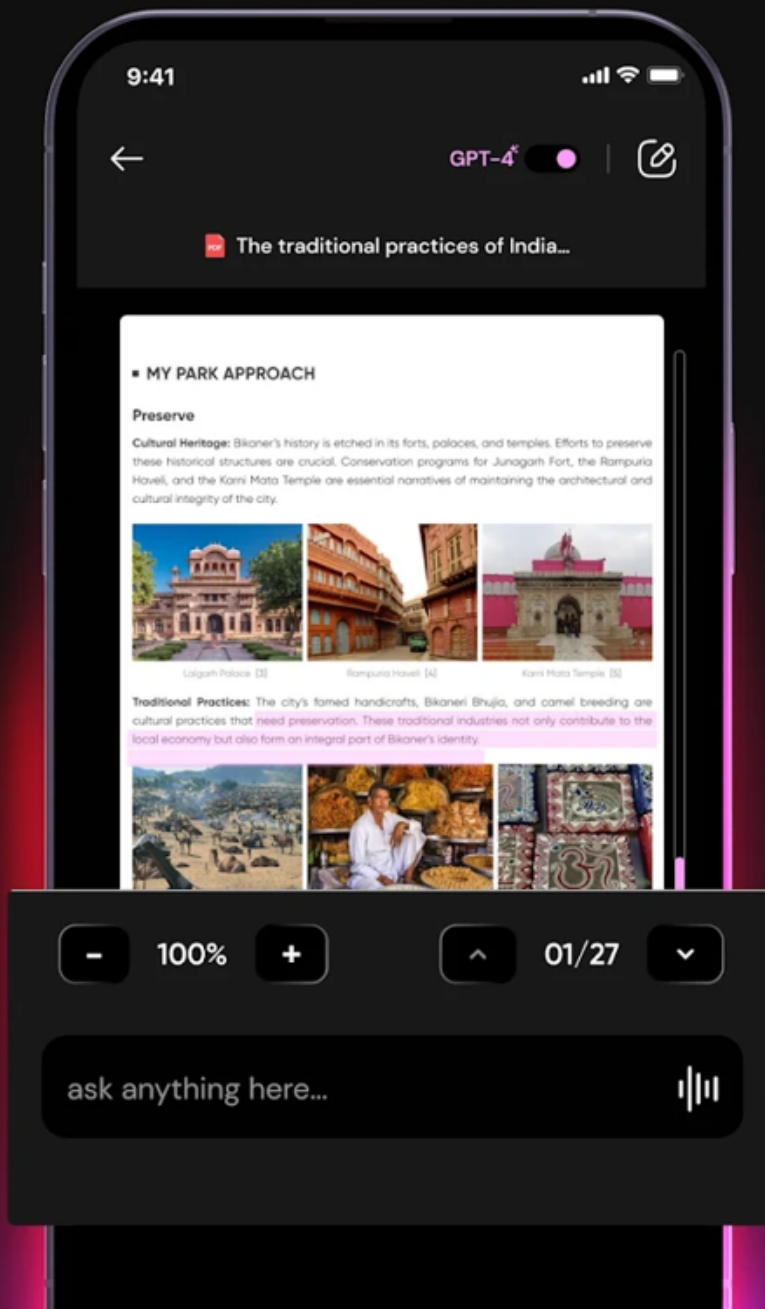 9:41
GPT-4
PDF
The traditional practices of India...
▪ MY PARK APPROACH
Preserve
Cultural Heritage: Bikaner's history is etched in its forts, palaces, and temples. Efforts to preserve
these historical structures are crucial. Conservation programs for Junagarh Fort, the Rampuria
Haveli, and the Karni Mata Temple are essential narratives of maintaining the architectural and
cultural integrity of the city.
Lalgarh Palace [3] Rampuria Haveli [4] Karni Mata Temple [5]
Traditional Practices: The city's famed handicrafts, Bikaneri Bhujia, and camel breeding are
cultural practices that need preservation. These traditional industries not only contribute to the
local economy but also form an integral part of Bikaner's identity.
- 100% + 01/27
ask anything here...